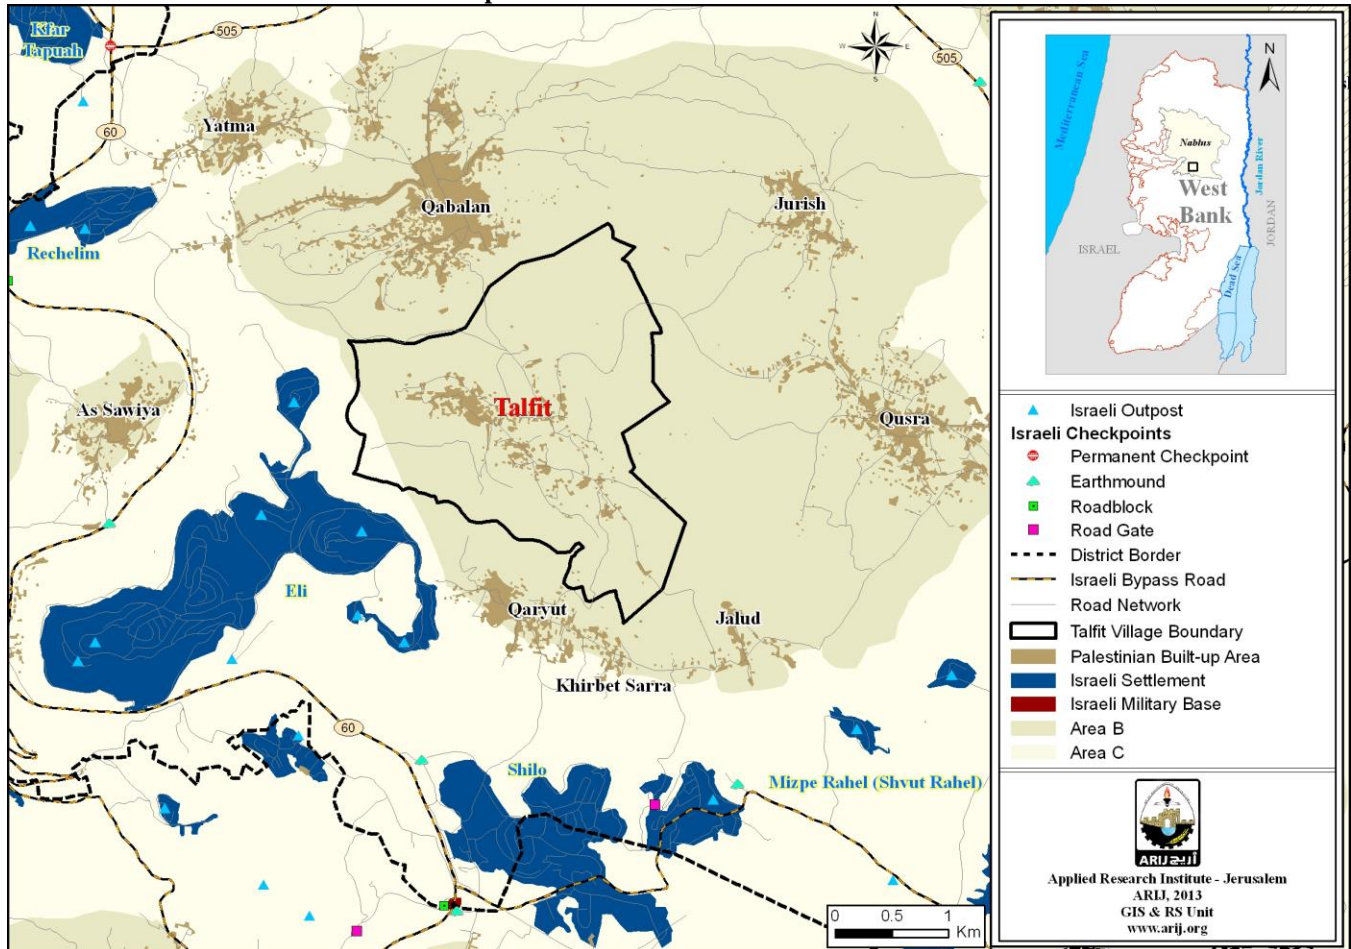 Kfar
Tapuah
505
N
W
E
S
505
60
Yatma
Qabalan
Jurish
Rechelim
As Sawiya
Talfit
Qusra
Eli
Qaryut
Jalud
Khirbet Sarra
60
Shilo
Mizpe Rahel (Shvut Rahel)
0 0.5 1
Km
N
Mediterranean Sea
Nablus
West
Bank
Jordan River
JORDAN
ISRAEL
Dead Sea
Israeli Outpost
Israeli Checkpoints
Permanent Checkpoint
Earthmound
Roadblock
Road Gate
District Border
Israeli Bypass Road
Road Network
Talfit Village Boundary
Palestinian Built-up Area
Israeli Settlement
Israeli Military Base
Area B
Area C
ARIJ أريج
Applied Research Institute - Jerusalem
ARIJ, 2013
GIS & RS Unit
www.arij.org